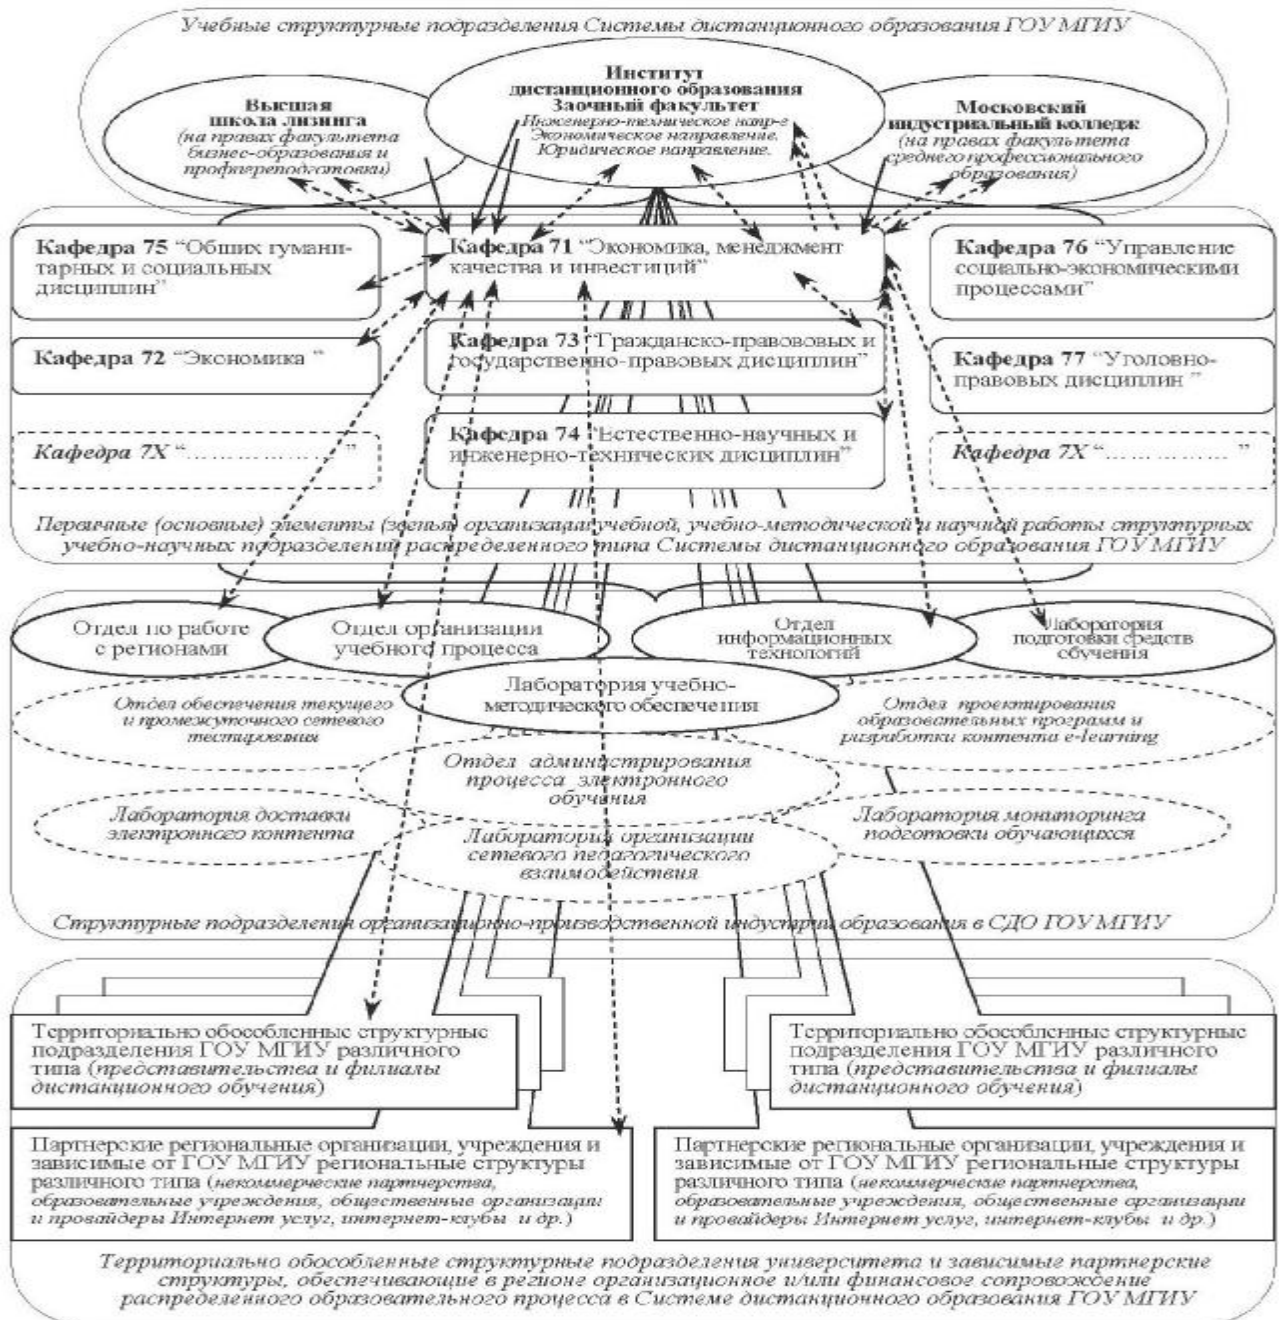 Учебные структурные подразделения Системы дистанционного образования ГОУ МГИУ
Институт
дистанционного образования
Заочный факультет
Инженерно-техническое напр-е
Экономическое направление.
Юридическое направление.
Высшая
школа лизинга
(на правах факультета
бизнес-образования и
профпереподготовки)
Московский
индустриальный колледж
(на правах факультета
среднего профессионального
образования)
Кафедра 75 “Общих гумани-
тарных и социальных
дисциплин”
Кафедра 71 “Экономика, менеджмент
качества и инвестиций”
Кафедра 76 “Управление
социально-экономическими
процессами”
Кафедра 72 “Экономика ”
Кафедра 73 “Гражданско-правововых и
государственно-правовых дисциплин”
Кафедра 77 “Уголовно-
правовых дисциплин ”
Кафедра 7X “………………… ”
Кафедра 74 “Естественно-научных и
инженерно-технических дисциплин”
Кафедра 7X “…………… ”
Первичные (основные) элементы (звенья) организации учебной, учебно-методической и научной работы структурных
учебно-научных подразделений распределенного типа Системы дистанционного образования ГОУ МГИУ
Отдел по работе
с регионами
Отдел организации
учебного процесса
Отдел
информационных
технологий
Лаборатория
подготовки средств
обучения
Лаборатория учебно-
методического обеспечения
Отдел обеспечения текущего
и промежуточного сетевого
тестирования
Отдел проектирования
образовательных программ и
разработки контента e-learning
Отдел администрирования
процесса электронного
обучения
Лаборатория доставки
электронного контента
Лаборатория мониторинга
подготовки обучающихся
Лаборатория организации
сетевого педагогического
взаимодействия
Структурные подразделения организационно-производственной индустрии образования в СДО ГОУ МГИУ
Территориально обособленные структурные
подразделения ГОУ МГИУ различного
типа (представительства и филиалы
дистанционного обучения)
Территориально обособленные структурные
подразделения ГОУ МГИУ различного
типа (представительства и филиалы
дистанционного обучения)
Партнерские региональные организации, учреждения и
зависимые от ГОУ МГИУ региональные структуры
различного типа (некоммерческие партнерства,
образовательные учреждения, общественные организации
и провайдеры Интернет услуг, интернет-клубы и др.)
Партнерские региональные организации, учреждения и
зависимые от ГОУ МГИУ региональные структуры
различного типа (некоммерческие партнерства,
образовательные учреждения, общественные организации
и провайдеры Интернет услуг, интернет-клубы и др.)
Территориально обособленные структурные подразделения университета и зависимые партнерские
структуры, обеспечивающие в регионе организационное и/или финансовое сопровождение
распределенного образовательного процесса в Системе дистанционного образования ГОУ МГИУ